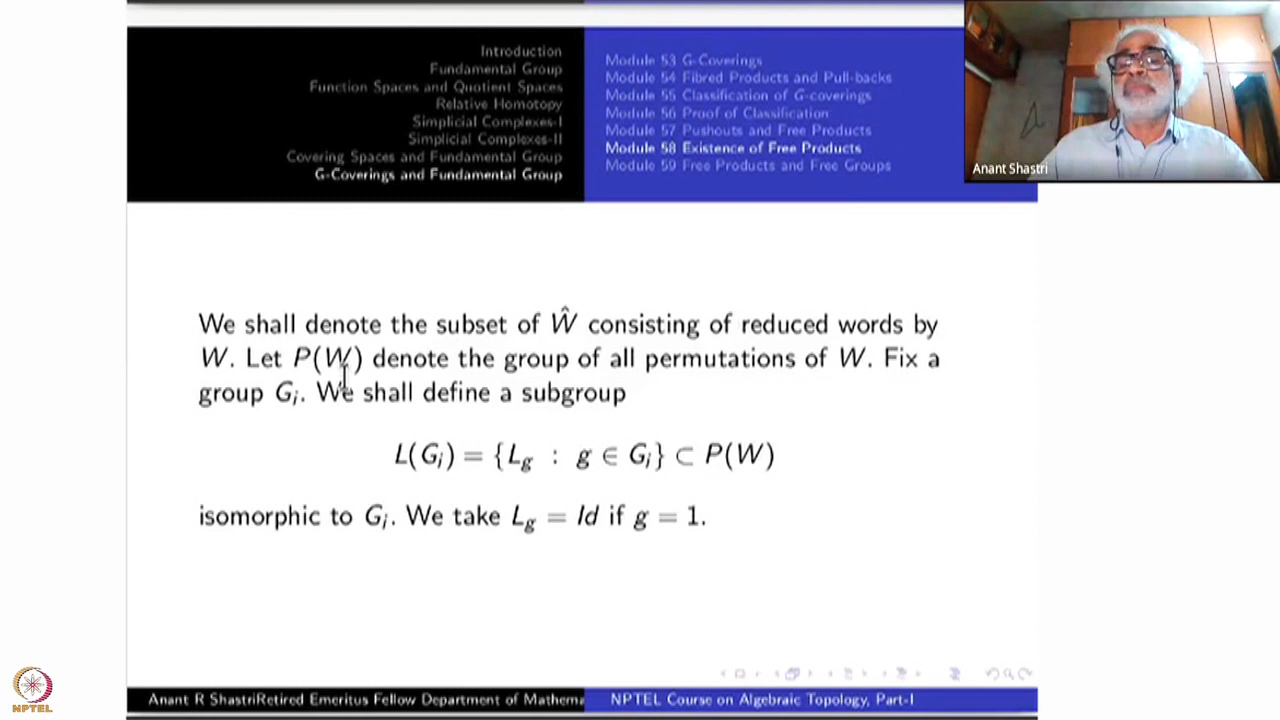 Introduction
Fundamental Group
Function Spaces and Quotient Spaces
Relative Homotopy
Simplicial Complexes-I
Simplicial Complexes-II
Covering Spaces and Fundamental Group
G-Coverings and Fundamental Group
Module 53 G-Coverings
Module 54 Fibred Products and Pull-backs
Module 55 Classification of G-coverings
Module 56 Proof of Classification
Module 57 Pushouts and Free Products
Module 58 Existence of Free Products
Module 59 Free Products and Free Groups
Anant Shastri
We shall denote the subset of Ŵ consisting of reduced words by
W. Let P(W) denote the group of all permutations of W. Fix a
group Gᵢ. We shall define a subgroup
L(Gᵢ) = {L_g : g ∈ Gᵢ} ⊂ P(W)
isomorphic to Gᵢ. We take L_g = Id if g = 1.
Anant R ShastriRetired Emeritus Fellow Department of Mathema
NPTEL Course on Algebraic Topology, Part-I
NPTEL